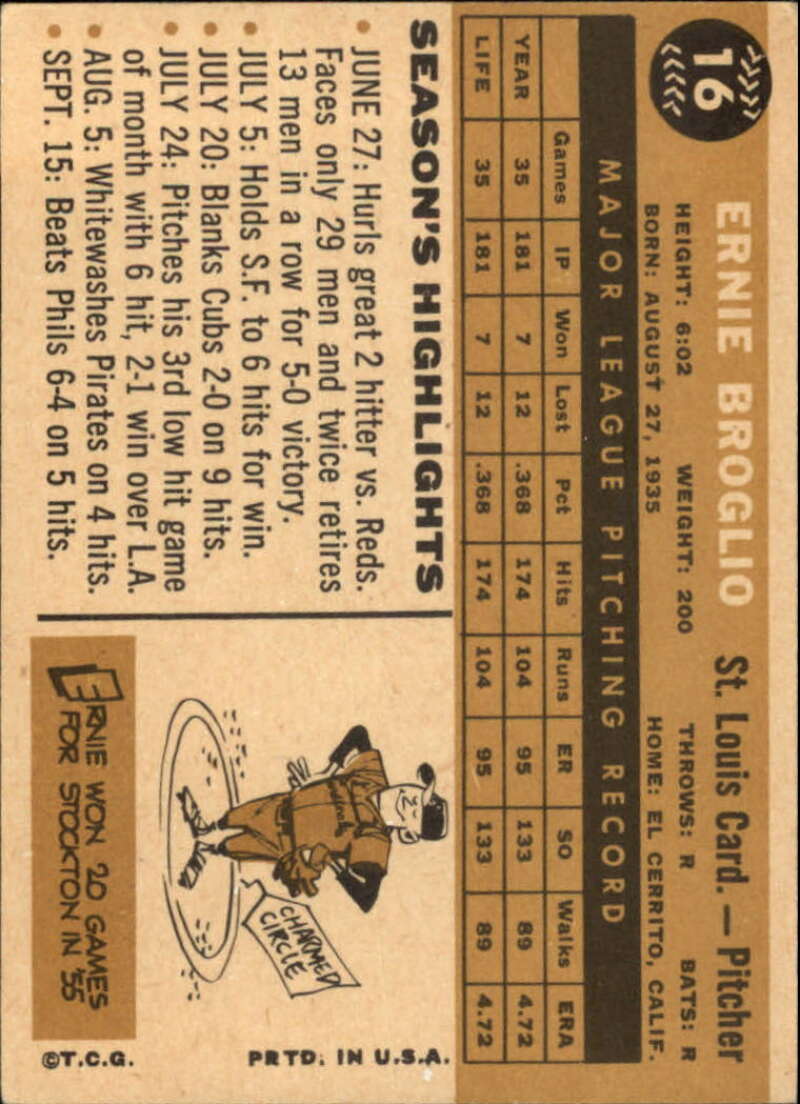 16
ERNIE BROGLIO St. Louis Card. — Pitcher
HEIGHT: 6:02 WEIGHT: 200 THROWS: R BATS: R
BORN: AUGUST 27, 1935 HOME: EL CERRITO, CALIF.
MAJOR LEAGUE PITCHING RECORD
Games IP Won Lost Pct Hits Runs ER SO Walks ERA
YEAR 35 181 7 12 .368 174 104 95 133 89 4.72
LIFE 35 181 7 12 .368 174 104 95 133 89 4.72
SEASON'S HIGHLIGHTS
• JUNE 27: Hurls great 2 hitter vs. Reds.
Faces only 29 men and twice retires
13 men in a row for 5-0 victory.
• JULY 5: Holds S.F. to 6 hits for win.
• JULY 20: Blanks Cubs 2-0 on 9 hits.
• JULY 24: Pitches his 3rd low hit game
of month with 6 hit, 2-1 win over L.A.
• AUG. 5: Whitewashes Pirates on 4 hits.
• SEPT. 15: Beats Phils 6-4 on 5 hits.
CHARMED
CIRCLE
ERNIE WON 20 GAMES
FOR STOCKTON IN '55
©T.C.G. PRTD. IN U.S.A.